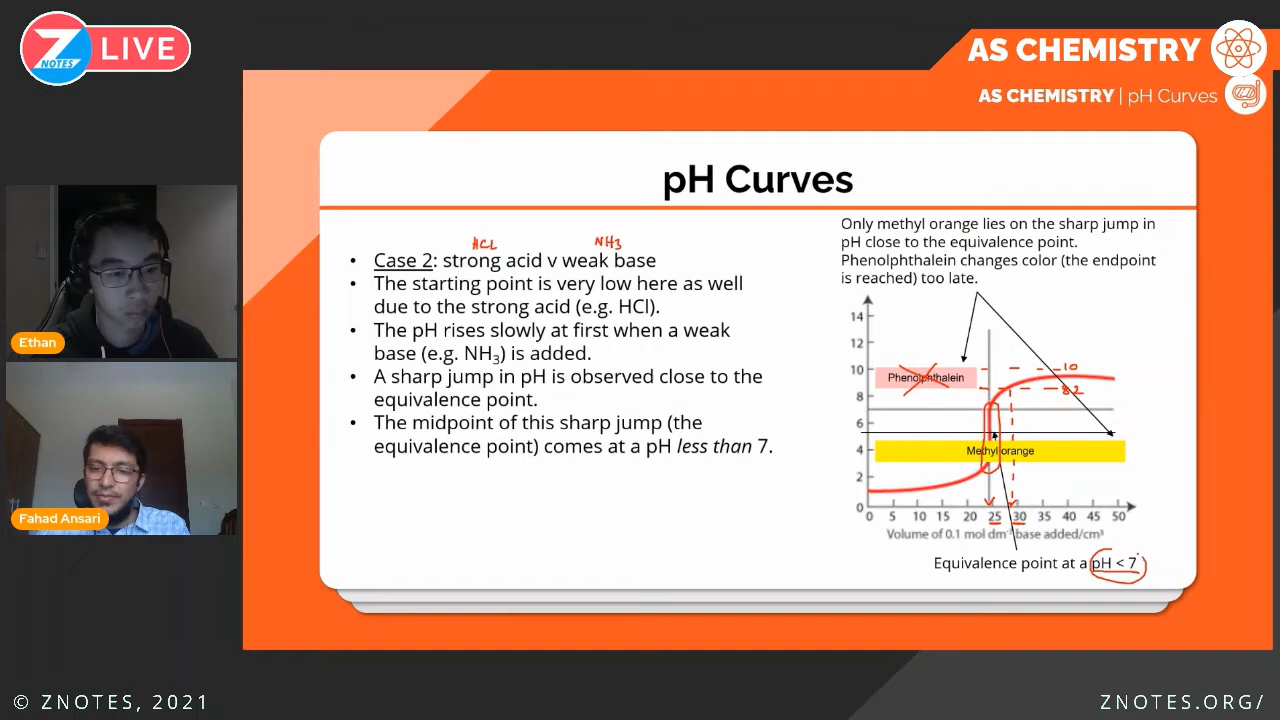 Z NOTES LIVE
AS CHEMISTRY
AS CHEMISTRY | pH Curves
pH Curves
HCl NH3
• Case 2: strong acid v weak base
• The starting point is very low here as well
due to the strong acid (e.g. HCl).
• The pH rises slowly at first when a weak
base (e.g. NH₃) is added.
• A sharp jump in pH is observed close to the
equivalence point.
• The midpoint of this sharp jump (the
equivalence point) comes at a pH less than 7.
Only methyl orange lies on the sharp jump in
pH close to the equivalence point.
Plenphthalein changes color (the endpoint
is reached) too late.
14
12
10
8
6
4
2
0
Phenolphthalein
10
8.2
Methyl orange
0 5 10 15 20 25 30 35 40 45 50
Volume of 0.1 mol dm⁻³ base added/cm³
Equivalence point at a pH < 7
Ethan
Fahad Ansari
© ZNOTES, 2021
ZNOTES.ORG/